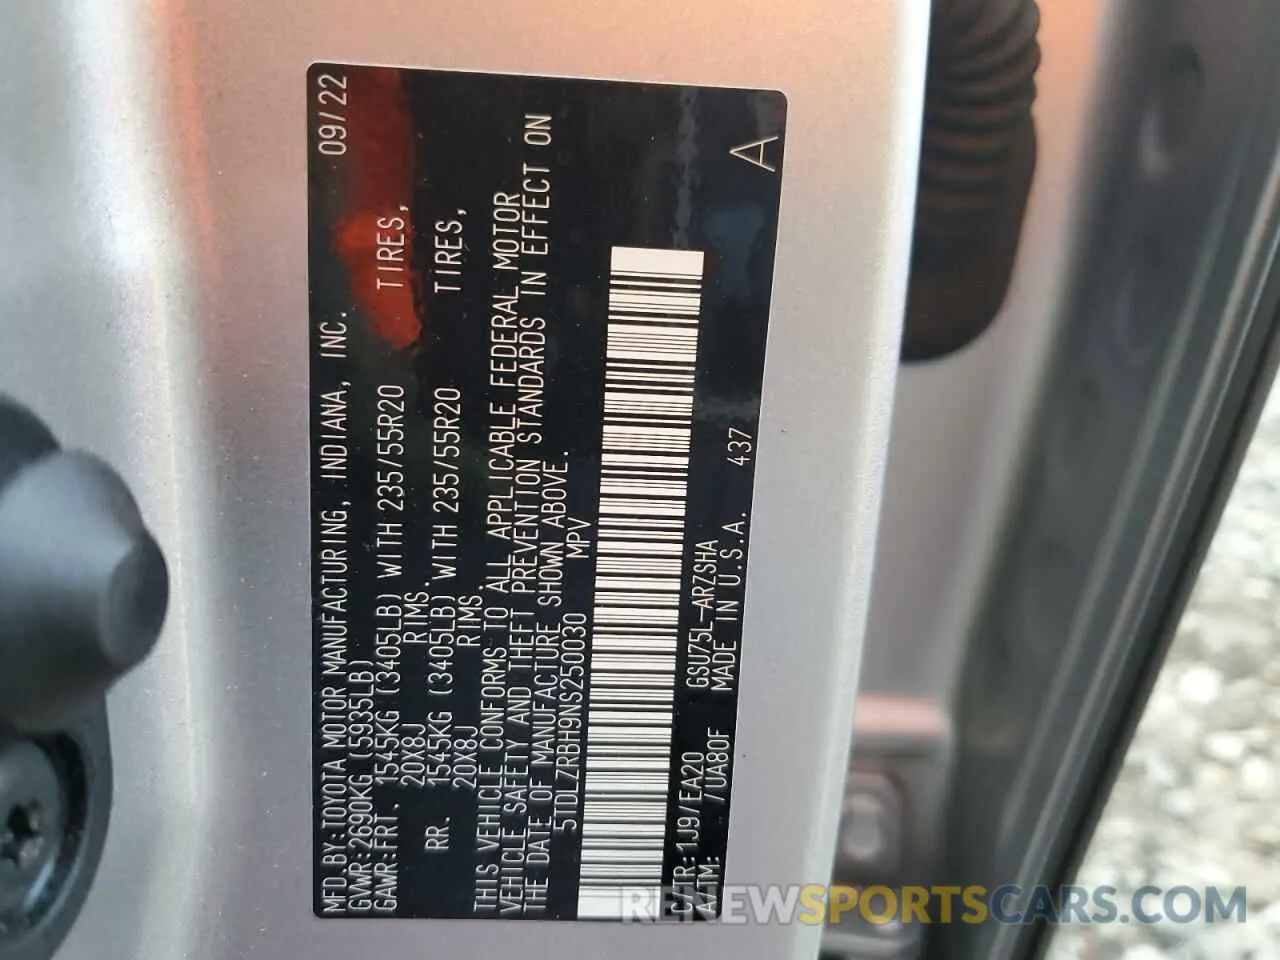 MFD.BY:TOYOTA MOTOR MANUFACTURING, INDIANA, INC. 09/22
GVWR:2690KG (5935LB)
GAWR:FRT. 1545KG (3405LB) WITH 235/55R20 TIRES,
20X8J RIMS.
RR. 1545KG (3405LB) WITH 235/55R20 TIRES,
20X8J RIMS.
THIS VEHICLE CONFORMS TO ALL APPLICABLE FEDERAL MOTOR
VEHICLE SAFETY AND THEFT PREVENTION STANDARDS IN EFFECT ON
THE DATE OF MANUFACTURE SHOWN ABOVE.
5TDLZRBH9NS250030 MPV
C/TR:1J9/EA20 GSU75L-ARZSHA
A/TM: /UA80F MADE IN U.S.A. 437
A
RENEWSPORTSCARS.COM